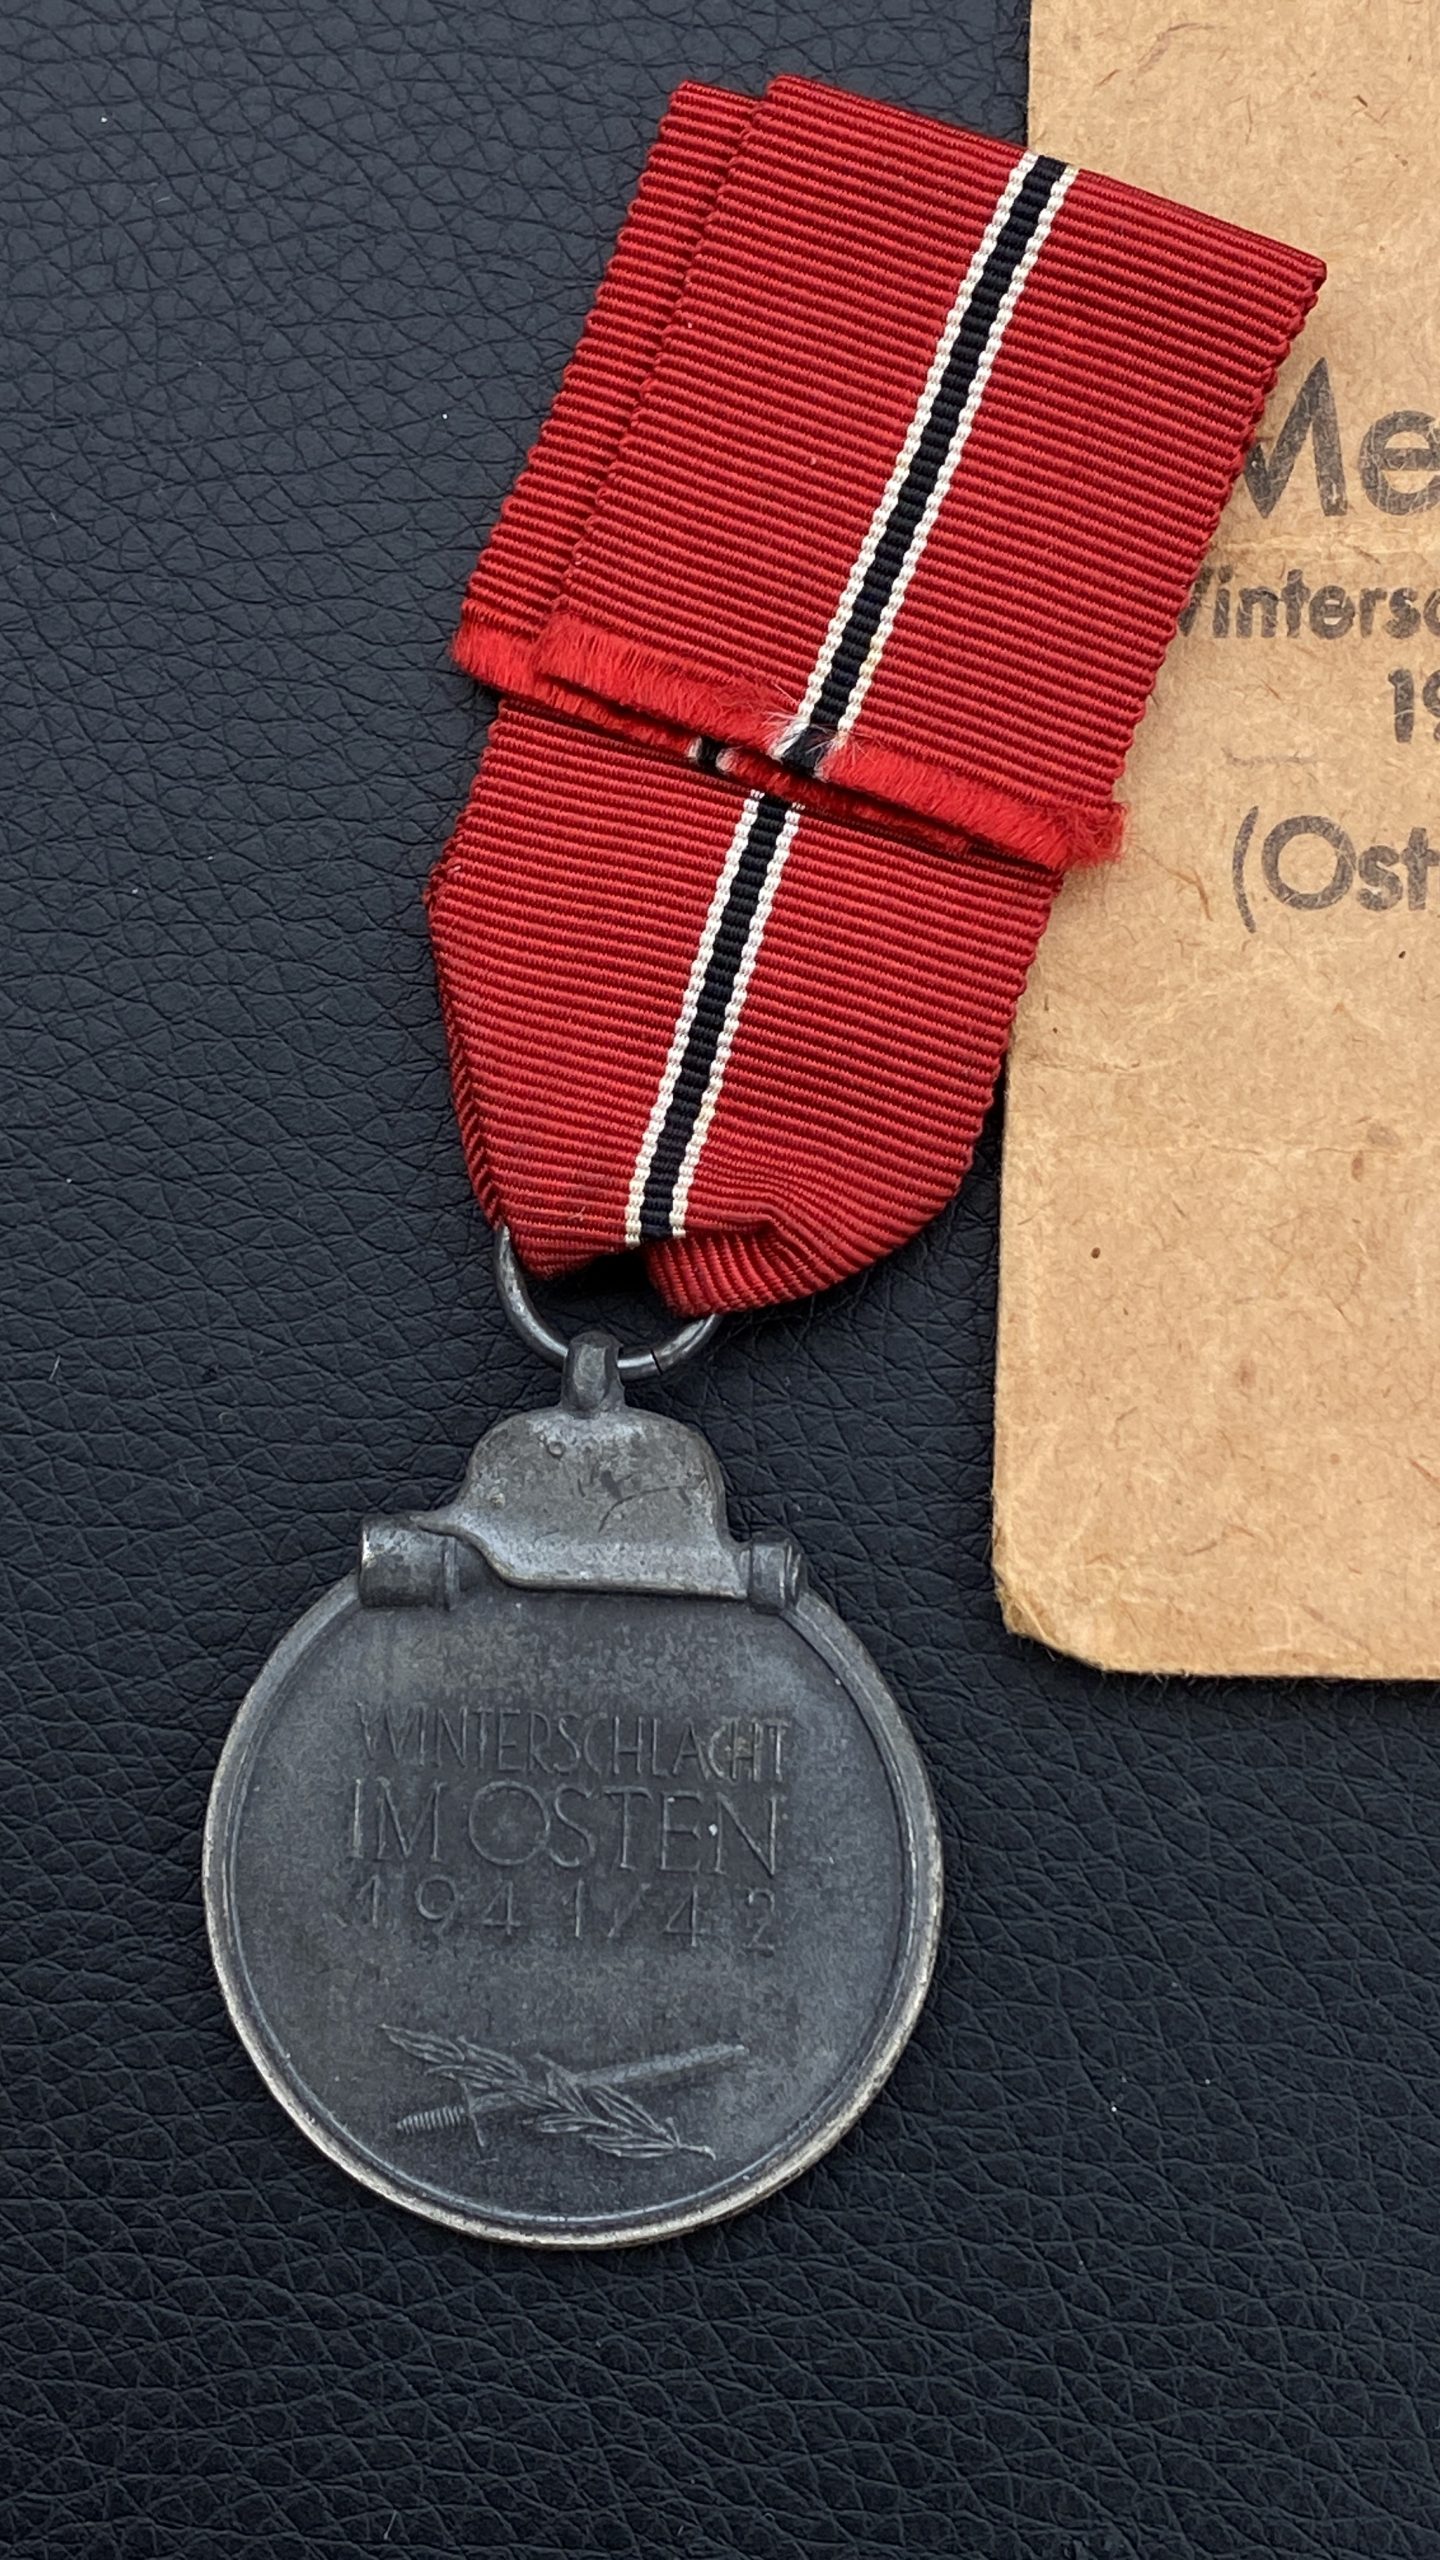 Me
Wintersc
19
(Ost
WINTERSCHLACHT
IM OSTEN
1941/42